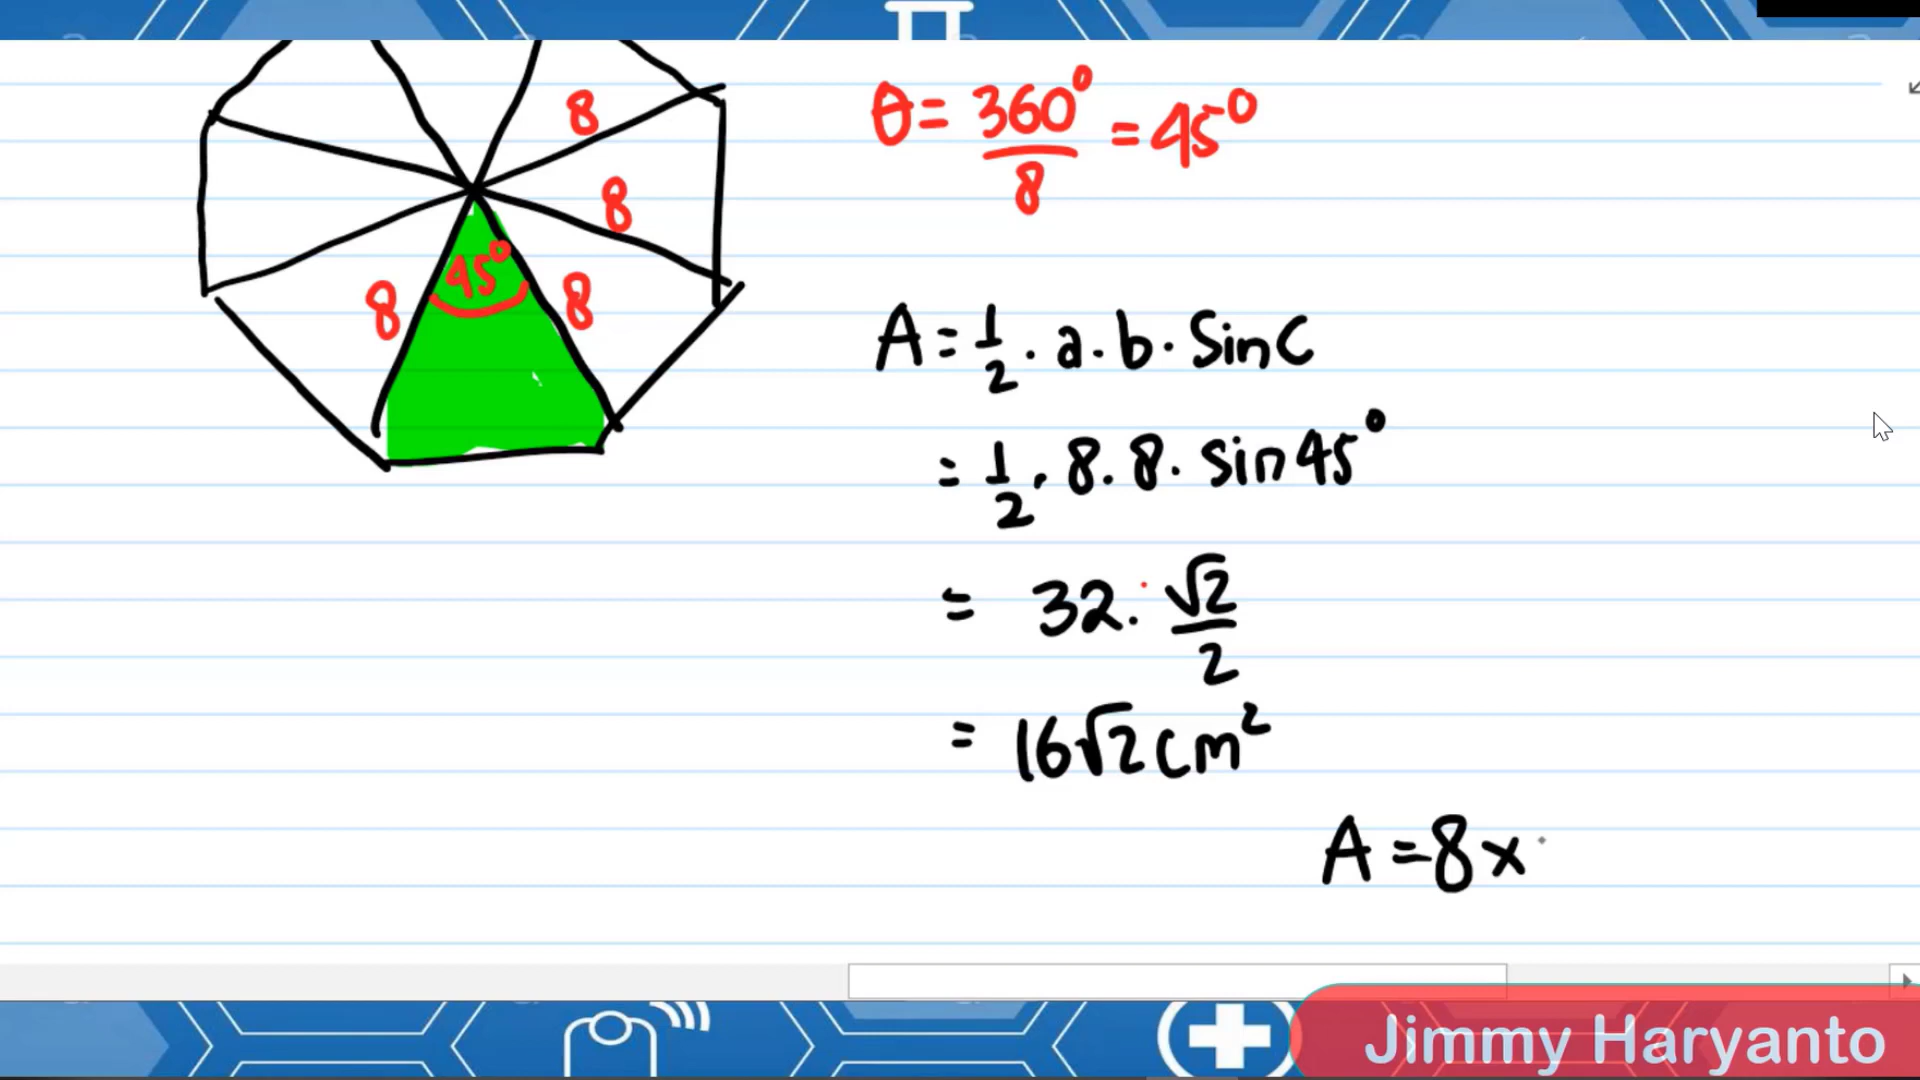 8
8
8
8
45°
θ = 360° / 8 = 45°
A = 1/2 · a · b · Sin C
= 1/2 · 8 · 8 · sin 45°
= 32 · √2/2
= 16√2 cm²
A = 8 x
Jimmy Haryanto